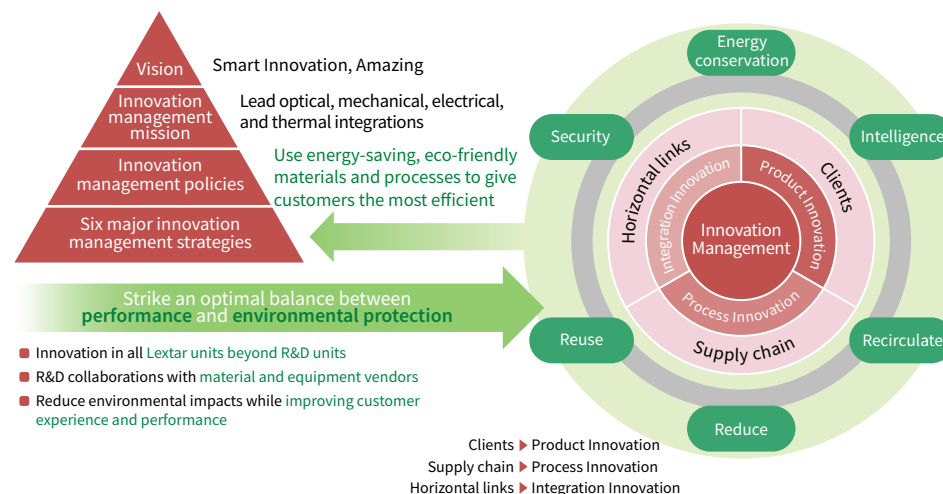 Vision
Smart Innovation, Amazing
Innovation
management
mission
Lead optical, mechanical, electrical,
and thermal integrations
Innovation
management policies
Use energy-saving, eco-friendly
materials and processes to give
customers the most efficient
Six major innovation
management strategies
Strike an optimal balance between
performance and environmental protection
Innovation in all Lextar units beyond R&D units
R&D collaborations with material and equipment vendors
Reduce environmental impacts while improving customer
experience and performance
Energy
conservation
Security
Intelligence
Horizontal links
Clients
Integration Innovation
Product Innovation
Innovation
Management
Process Innovation
Supply chain
Reuse
Recirculate
Reduce
Clients ▶ Product Innovation
Supply chain ▶ Process Innovation
Horizontal links ▶ Integration Innovation